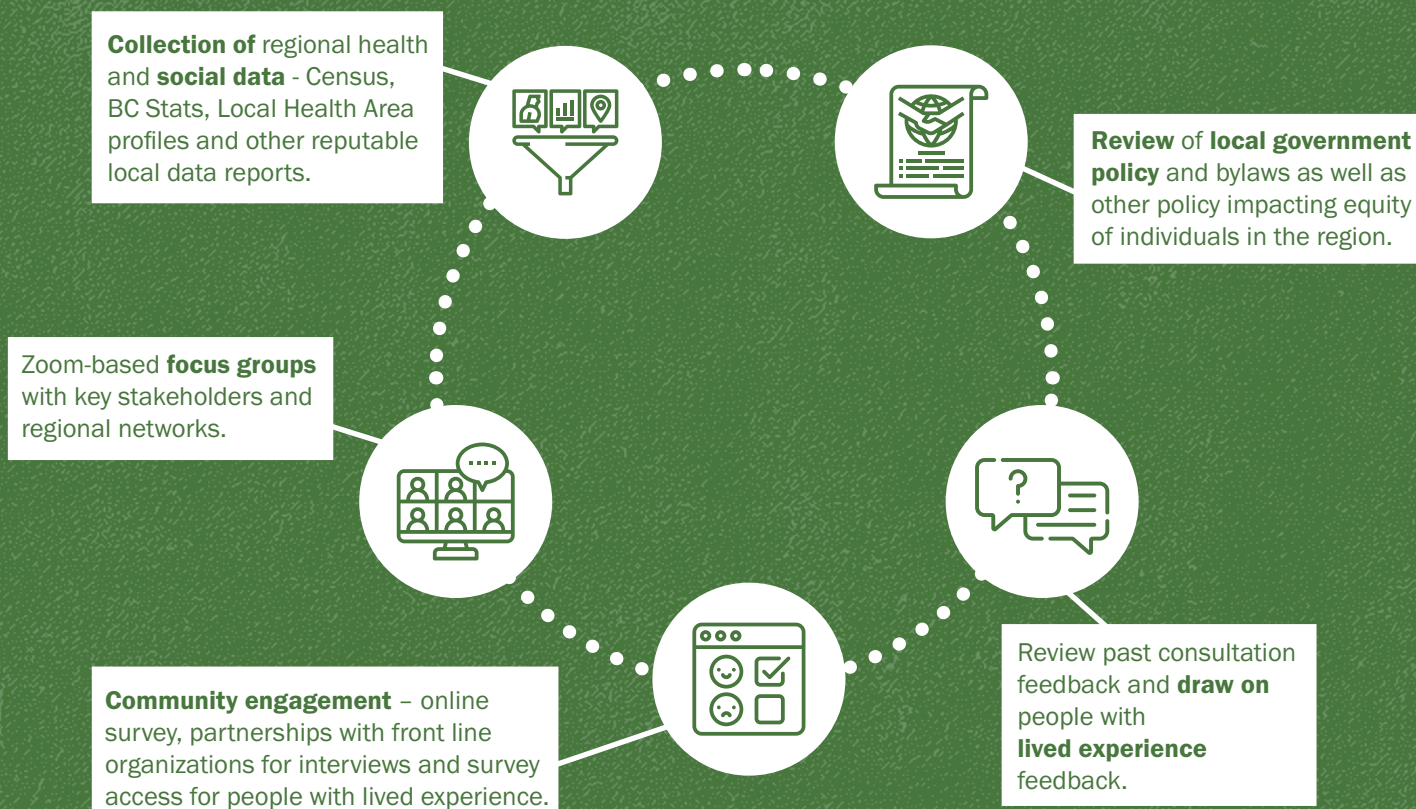 Collection of regional health
and social data - Census,
BC Stats, Local Health Area
profiles and other reputable
local data reports.
Review of local government
policy and bylaws as well as
other policy impacting equity
of individuals in the region.
Zoom-based focus groups
with key stakeholders and
regional networks.
?
Review past consultation
feedback and draw on
people with
lived experience
feedback.
Community engagement – online
survey, partnerships with front line
organizations for interviews and survey
access for people with lived experience.